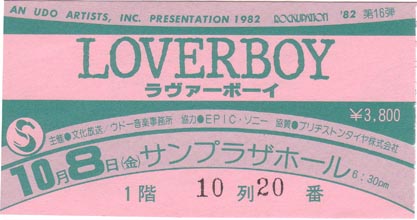 AN UDO ARTISTS, INC. PRESENTATION 1982 ROCKUPATION '82 第16弾
LOVERBOY
ラヴァーボーイ
¥3,800
主催●文化放送／ウドー音楽事務所 協力●EPIC・ソニー 協賛●ブリヂストンタイヤ株式会社
10月8日(金)サンプラザホール 6:30pm
1階 10列20番